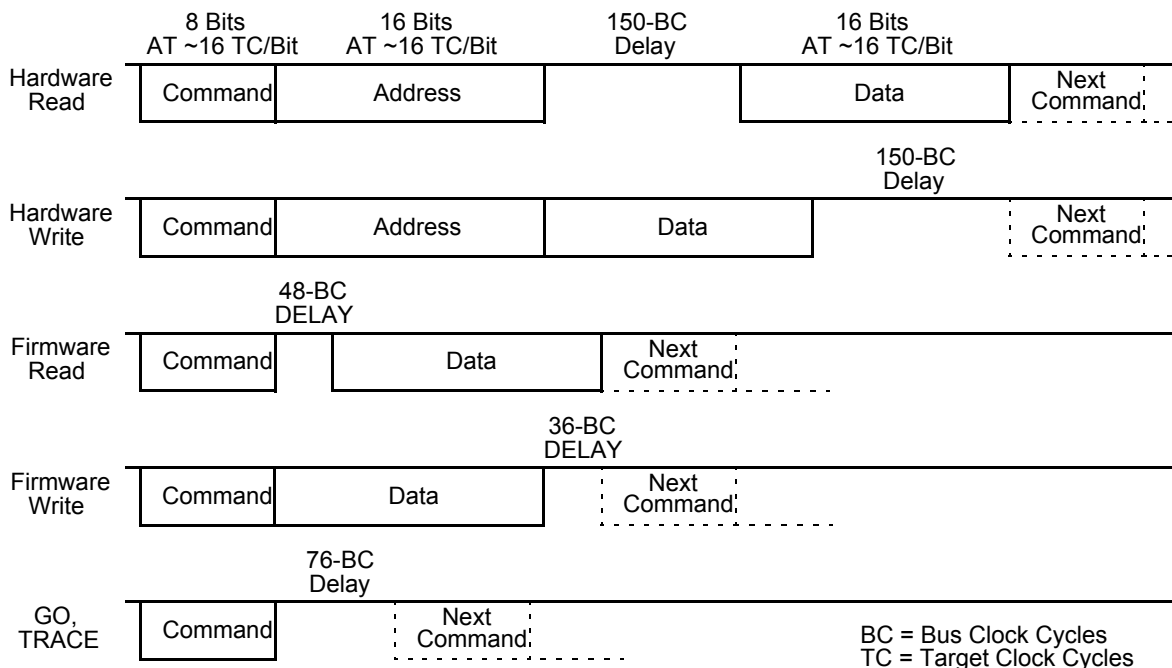 8 Bits
AT ~16 TC/Bit
16 Bits
AT ~16 TC/Bit
150-BC
Delay
16 Bits
AT ~16 TC/Bit
Hardware
Read
Command
Address
Data
Next
Command
150-BC
Delay
Hardware
Write
Command
Address
Data
Next
Command
48-BC
DELAY
Firmware
Read
Command
Data
Next
Command
36-BC
DELAY
Firmware
Write
Command
Data
Next
Command
76-BC
Delay
GO,
TRACE
Command
Next
Command
BC = Bus Clock Cycles
TC = Target Clock Cycles